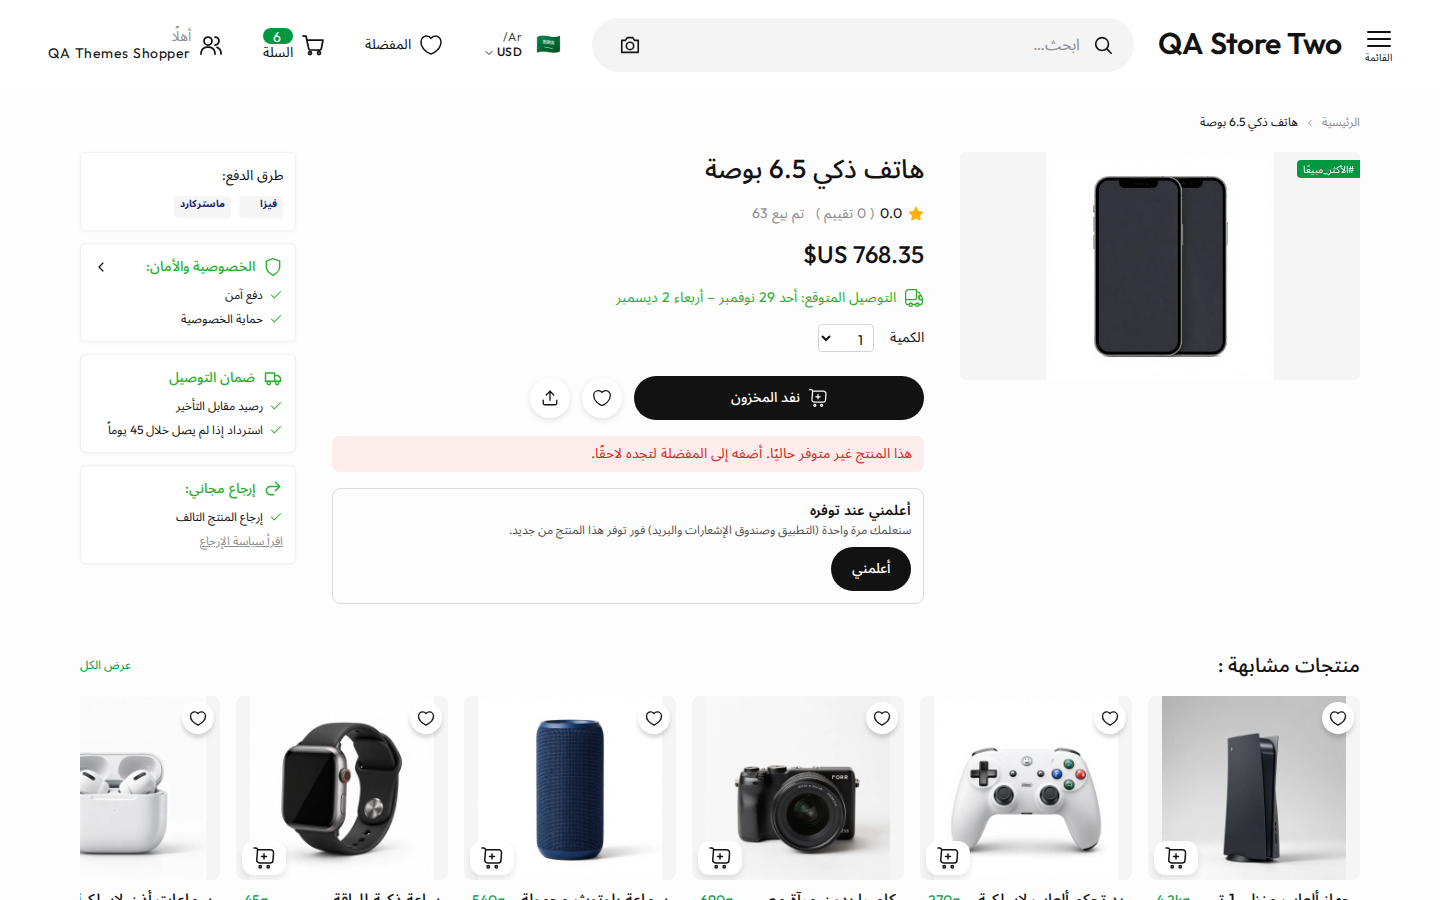 القائمة
QA Store Two
ابحث...
Ar/
USD
المفضلة
6
السلة
أهلًا
QA Themes Shopper
الرئيسية
هاتف ذكي 6.5 بوصة
#الأكثر_مبيعًا
هاتف ذكي 6.5 بوصة
0.0 ( 0 تقييم ) تم بيع 63
768.35 US$
التوصيل المتوقع: أحد 29 نوفمبر – أربعاء 2 ديسمبر
الكمية
1
نفد المخزون
هذا المنتج غير متوفر حاليًا. أضفه إلى المفضلة لتجده لاحقًا.
أعلمني عند توفره
سنعلمك مرة واحدة (التطبيق وصندوق الإشعارات والبريد) فور توفر هذا المنتج من جديد.
أعلمني
طرق الدفع:
فيزا
ماستركارد
الخصوصية والأمان:
دفع آمن
حماية الخصوصية
ضمان التوصيل
رصيد مقابل التأخير
استرداد إذا لم يصل خلال 45 يوماً
إرجاع مجاني:
إرجاع المنتج التالف
اقرأ سياسة الإرجاع
منتجات مشابهة :
عرض الكل